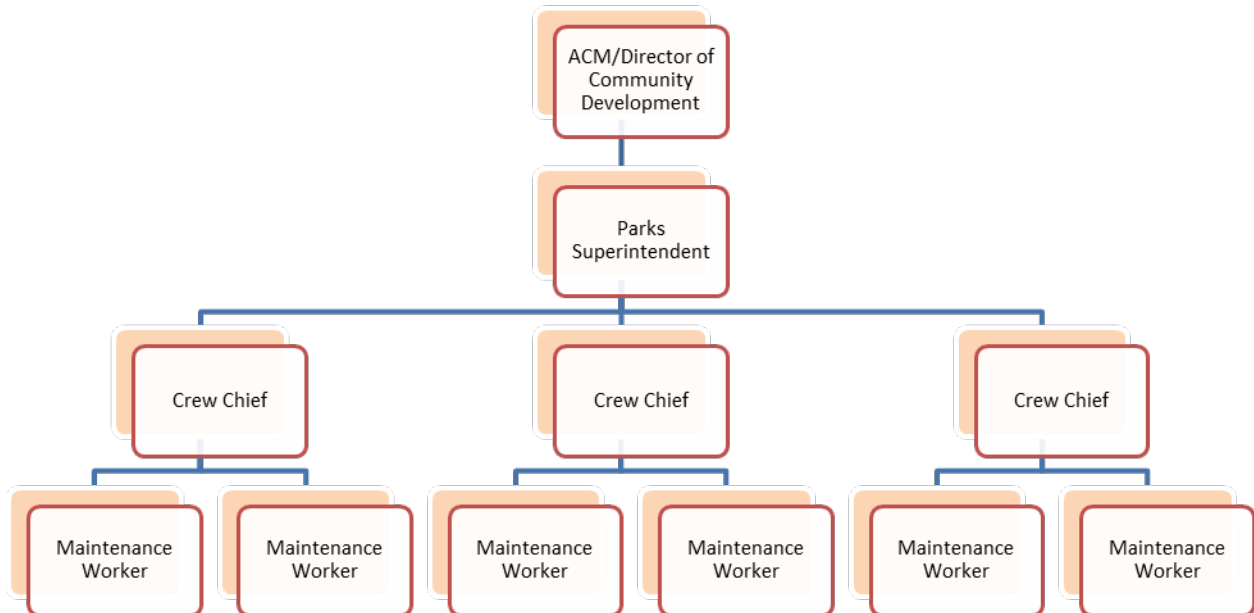 ACM/Director of
Community
Development
Parks
Superintendent
Crew Chief
Crew Chief
Crew Chief
Maintenance
Worker
Maintenance
Worker
Maintenance
Worker
Maintenance
Worker
Maintenance
Worker
Maintenance
Worker